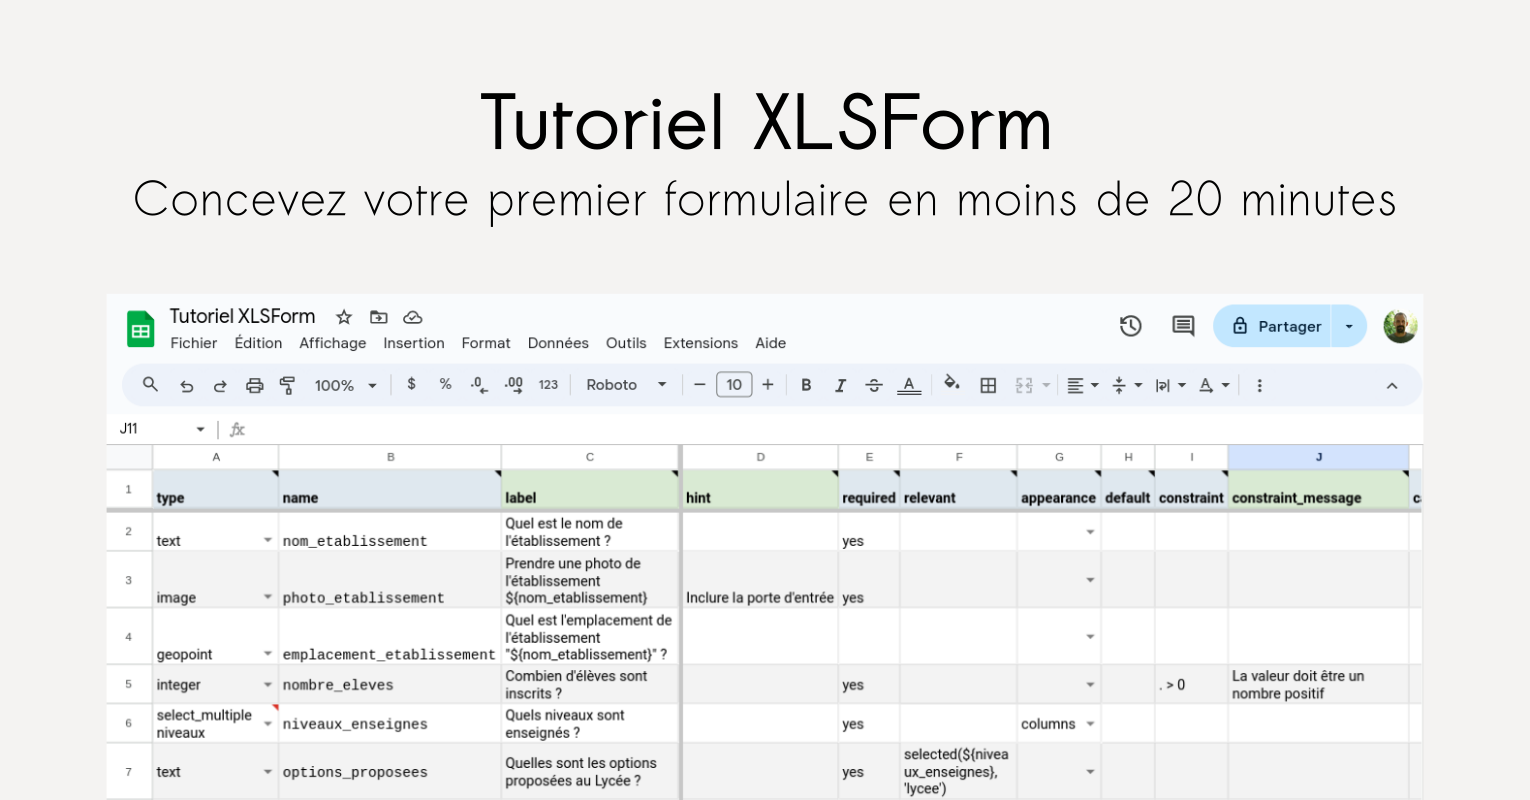 Tutoriel XLSForm
Concevez votre premier formulaire en moins de 20 minutes
Tutoriel XLSForm
Partager
Fichier Édition Affichage Insertion Format Données Outils Extensions Aide
100% $ % .0 .00 123 Roboto 10 B I S A A
J11 fx
A B C D E F G H I J
1 type name label hint required relevant appearance default constraint constraint_message
Quel est le nom de
2 text nom_etablissement l'établissement ? yes
Prendre une photo de
l'établissement
3 image photo_etablissement ${nom_etablissement} Inclure la porte d'entrée yes
Quel est l'emplacement de
l'établissement
4 geopoint emplacement_etablissement "${nom_etablissement}" ?
Combien d'élèves sont La valeur doit être un
5 integer nombre_eleves inscrits ? yes . > 0 nombre positif
select_multiple Quels niveaux sont
6 niveaux niveaux_enseignes enseignés ? yes columns
selected(${nivea
Quelles sont les options ux_enseignes},
7 text options_proposees proposées au Lycée ? yes 'lycee')